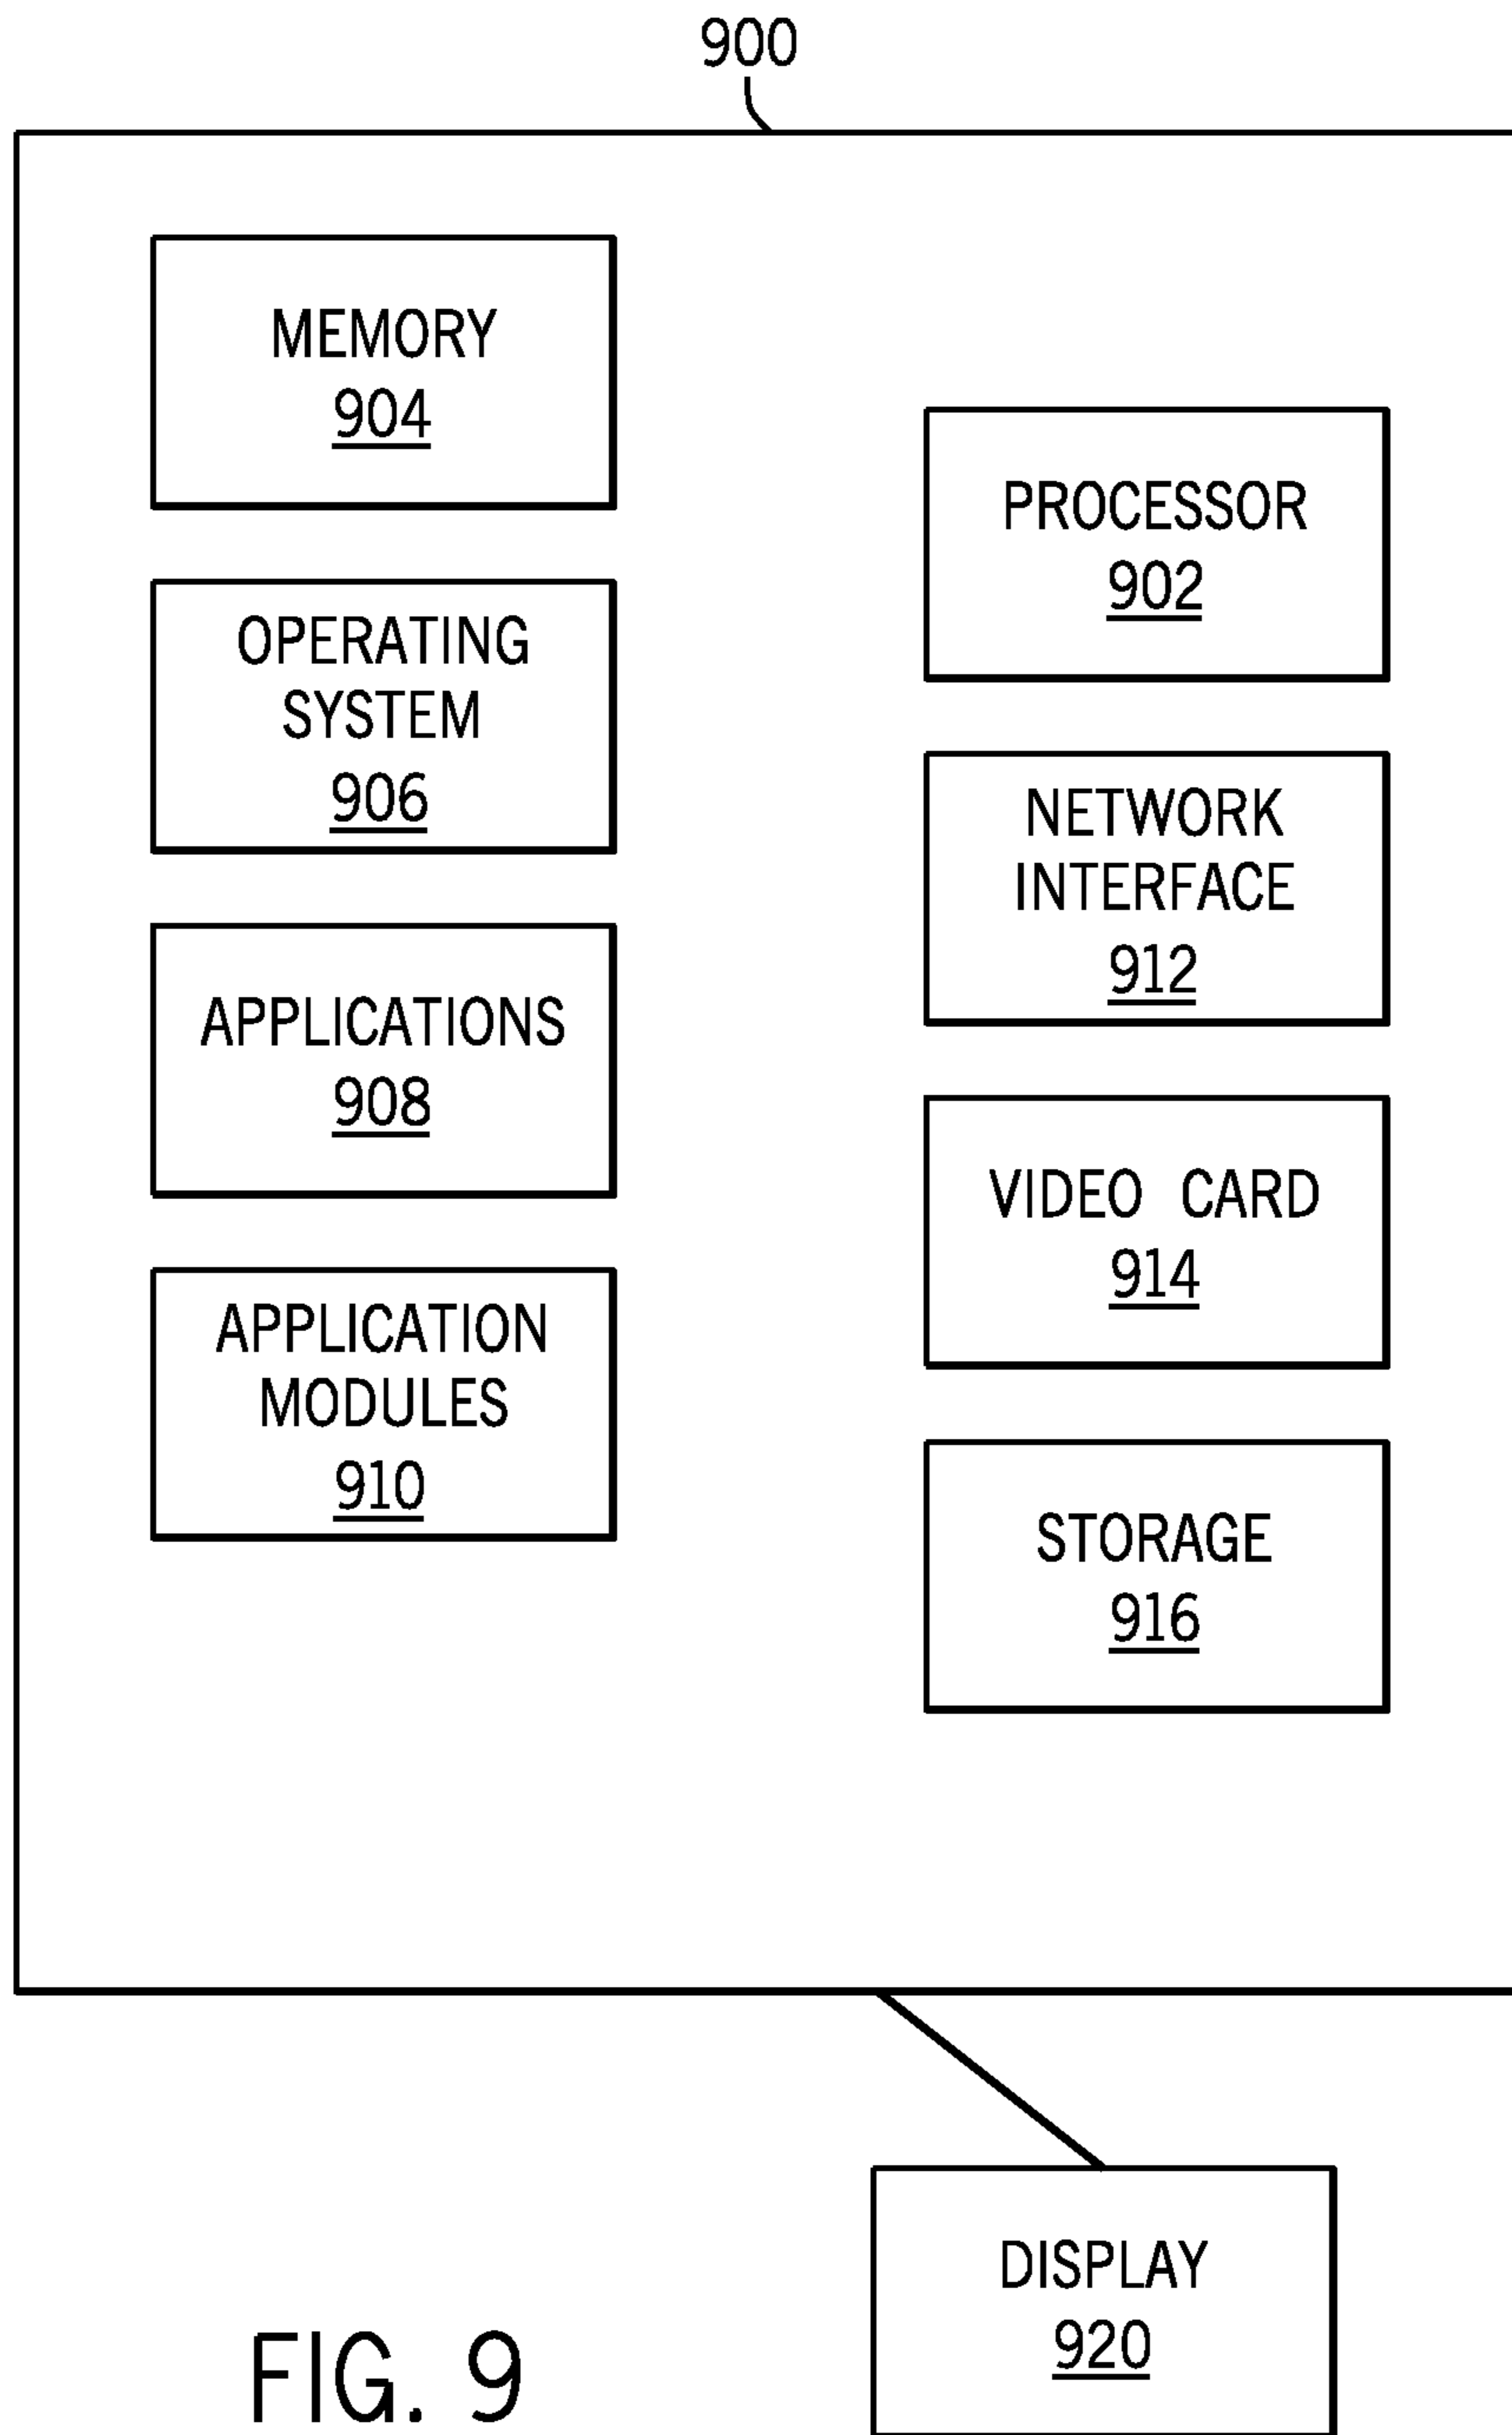 900
MEMORY
904
OPERATING
SYSTEM
906
APPLICATIONS
908
APPLICATION
MODULES
910
PROCESSOR
902
NETWORK
INTERFACE
912
VIDEO CARD
914
STORAGE
916
DISPLAY
920
FIG. 9